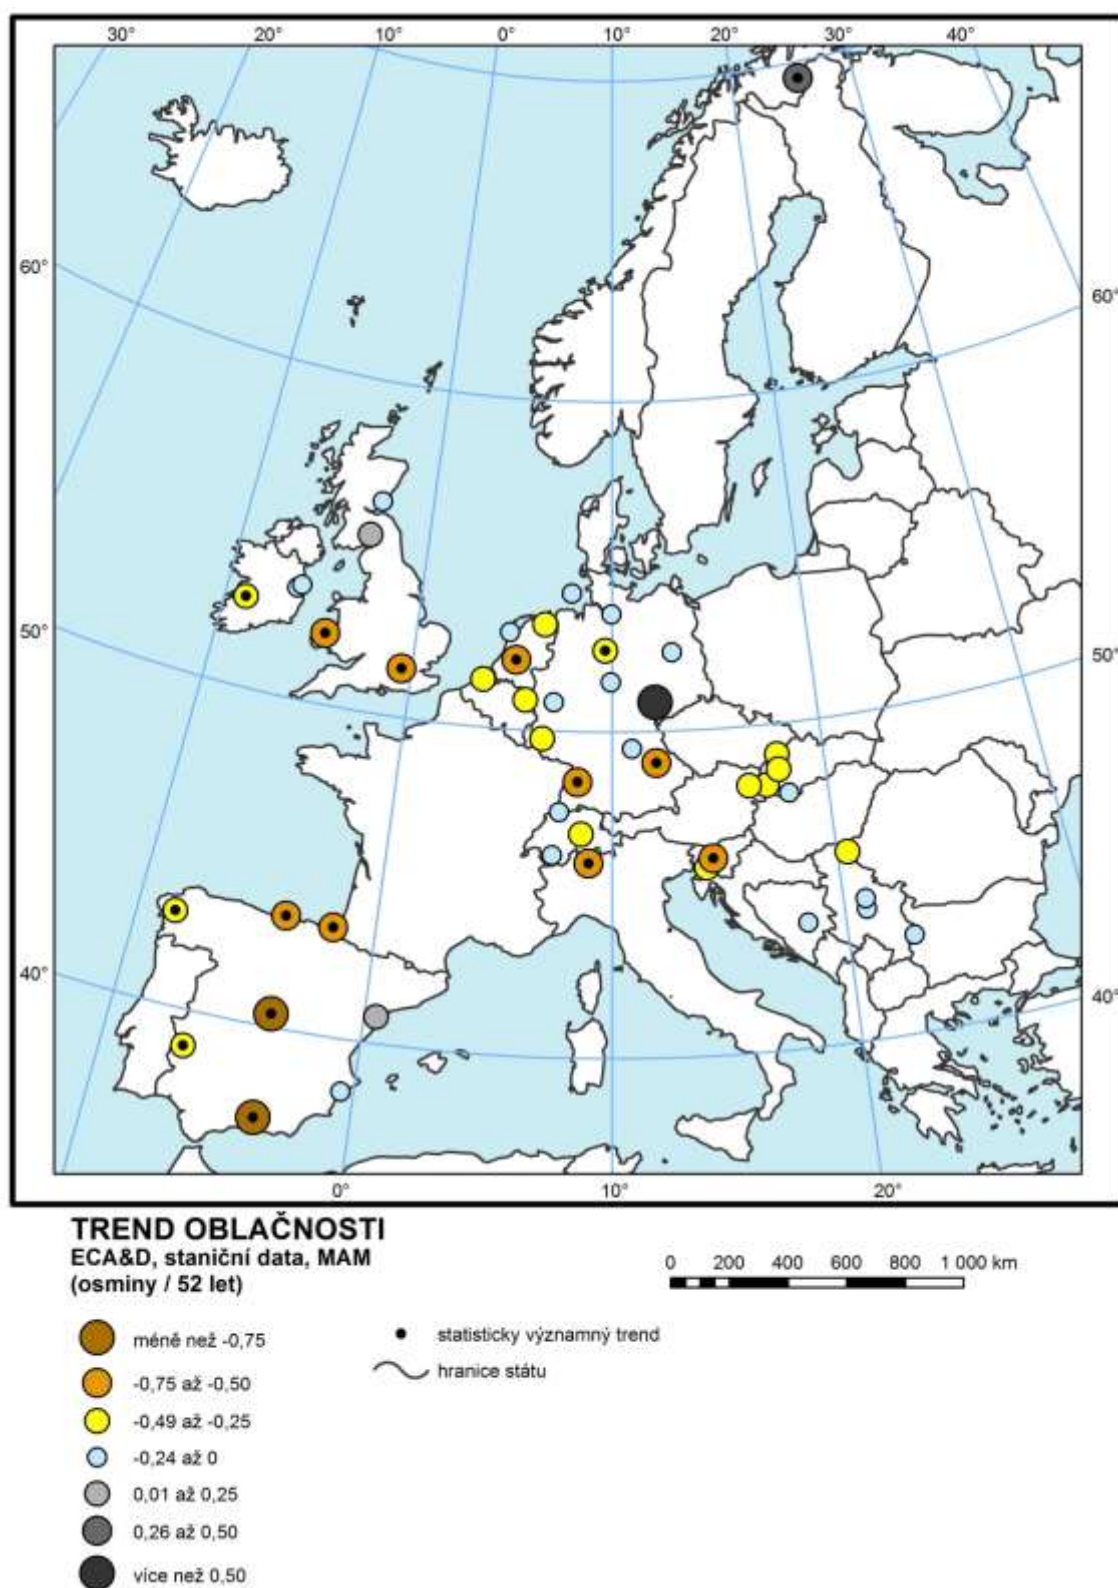 30° 20° 10° 0° 10° 20° 30° 40°
60° 60°
50° 50°
40° 40°
0° 10° 20°
TREND OBLAČNOSTI
ECA&D, staniční data, MAM
(osminy / 52 let)
0 200 400 600 800 1 000 km
méně než -0,75
-0,75 až -0,50
-0,49 až -0,25
-0,24 až 0
0,01 až 0,25
0,26 až 0,50
více než 0,50
statisticky významný trend
hranice státu